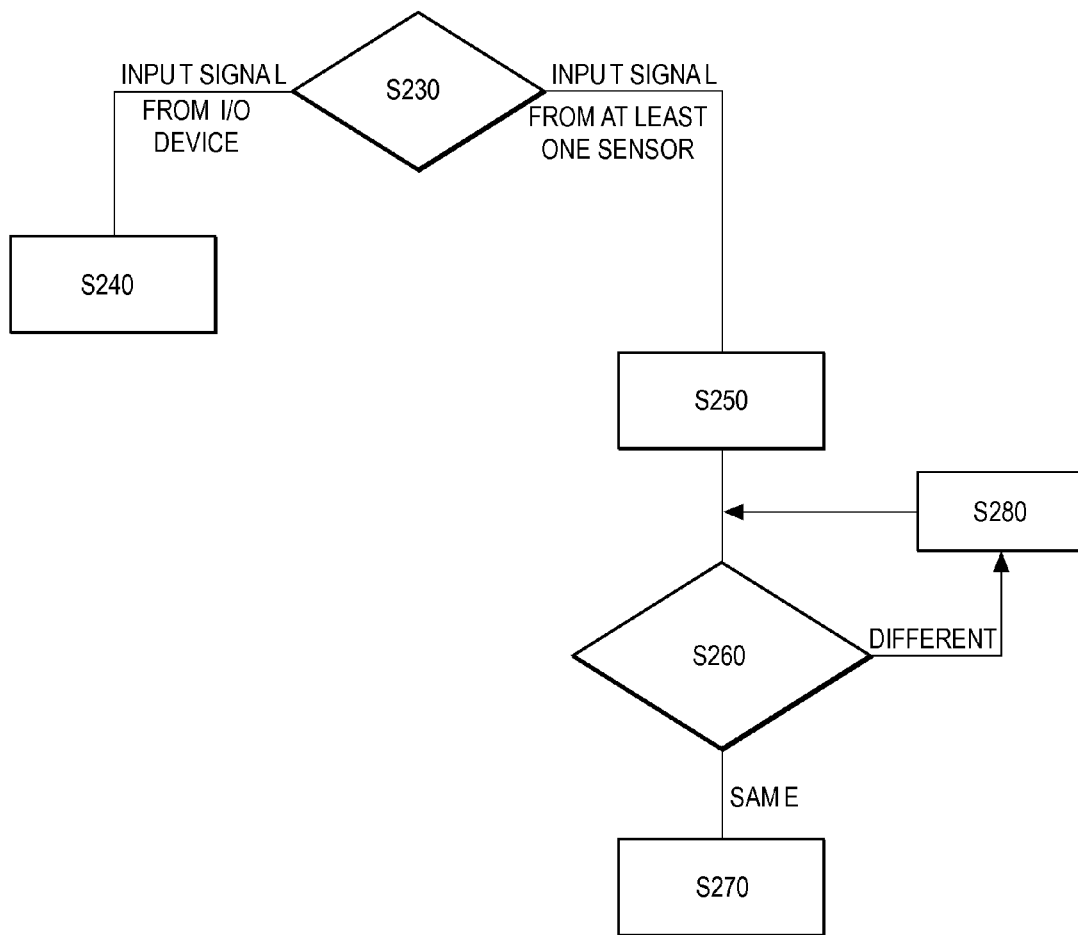 S230
INPUT SIGNAL
FROM I/O
DEVICE
INPUT SIGNAL
FROM AT LEAST
ONE SENSOR
S240
S250
S280
S260
DIFFERENT
SAME
S270